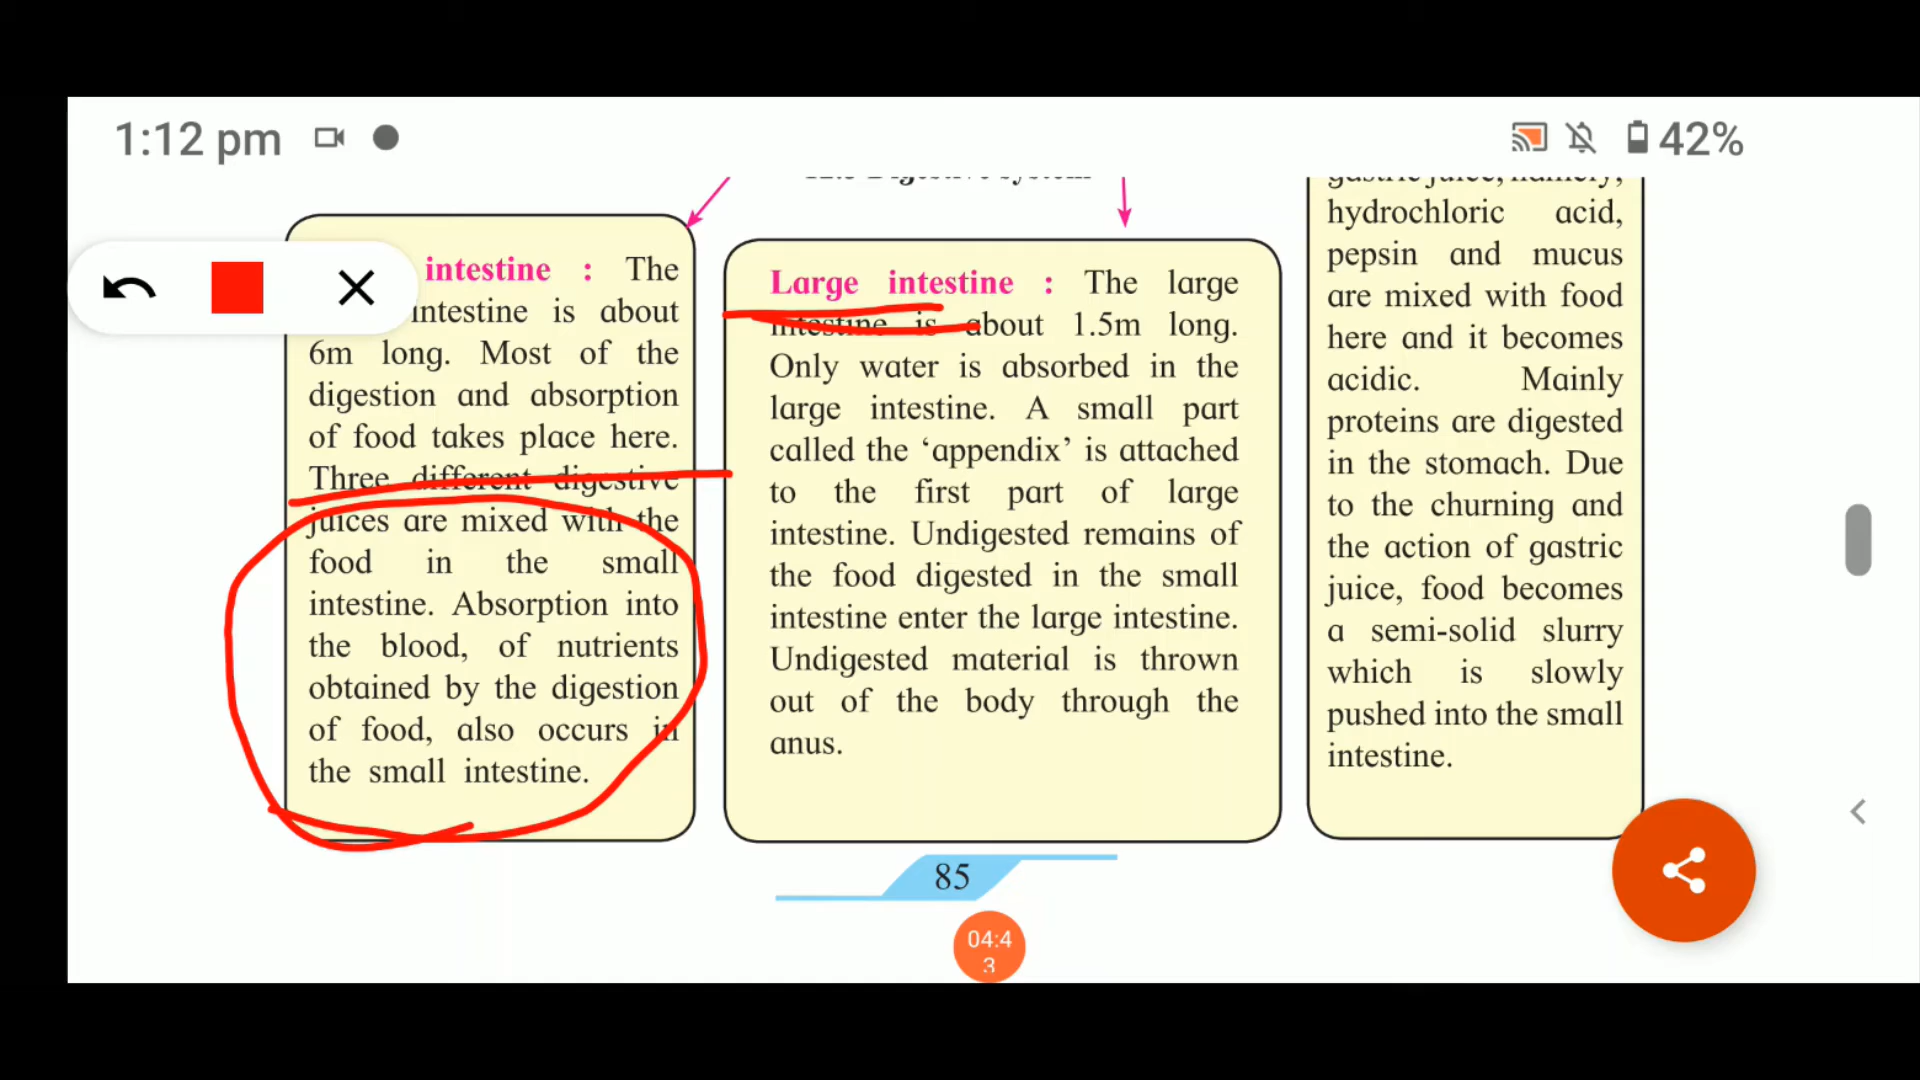 1:12 pm
42%
Digestive system
intestine : The
intestine is about
6m long. Most of the
digestion and absorption
of food takes place here.
Three different digestive
juices are mixed with the
food in the small
intestine. Absorption into
the blood, of nutrients
obtained by the digestion
of food, also occurs in
the small intestine.
Large intestine : The large
intestine is about 1.5m long.
Only water is absorbed in the
large intestine. A small part
called the ‘appendix’ is attached
to the first part of large
intestine. Undigested remains of
the food digested in the small
intestine enter the large intestine.
Undigested material is thrown
out of the body through the
anus.
gastric juice, namely,
hydrochloric acid,
pepsin and mucus
are mixed with food
here and it becomes
acidic. Mainly
proteins are digested
in the stomach. Due
to the churning and
the action of gastric
juice, food becomes
a semi-solid slurry
which is slowly
pushed into the small
intestine.
85
04:4
3